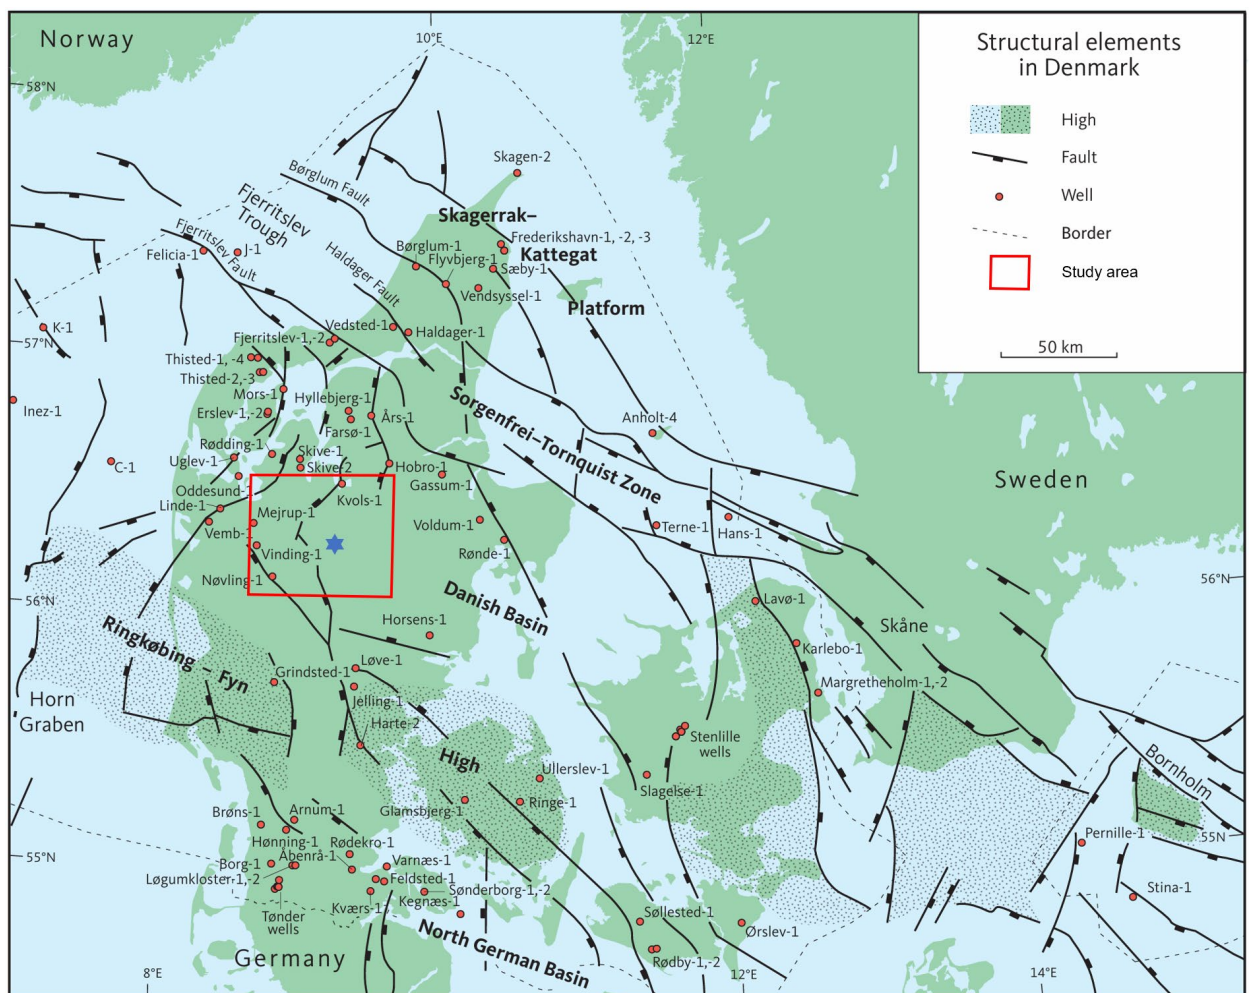 Norway
10°E
12°E
Structural elements
in Denmark
High
Fault
Well
Border
Study area
50 km
58°N
Skagen-2
Børglum Fault
Fjerritslev
Trough
Skagerrak–
Kattegat
Platform
Fjerritslev Fault
Felicia-1
J-1
Haldager Fault
Børglum-1
Flyvbjerg-1
Frederikshavn-1, -2, -3
Sæby-1
Vendsyssel-1
K-1
57°N
Fjerritslev-1,-2
Vedsted-1
Haldager-1
Thisted-1, -4
Thisted-2,-3
Mors-1
Hyllebjerg-1
Inez-1
Erslev-1,-2
Farsø-1
Års-1
Sorgenfrei–Tornquist Zone
Anholt-4
Rødding-1
Uglev-1
Skive-1
Skive-2
C-1
Hobro-1
Gassum-1
Sweden
Oddesund-1
Kvols-1
Linde-1
Mejrup-1
Vemb-1
Voldum-1
Terne-1
Hans-1
Vinding-1
Rønde-1
Nøvling-1
56°N
56°N
Danish Basin
Lavø-1
Horsens-1
Skåne
Ringkøbing – Fyn
High
Karlebo-1
Løve-1
Grindsted-1
Jelling-1
Margretheholm-1,-2
Horn
Graben
Harte-2
Stenlille
wells
Ullerslev-1
Slagelse-1
Bornholm
Glamsbjerg-1
Ringe-1
Brøns-1
Arnum-1
Hønning-1
Rødekro-1
Pernille-1
55°N
55°N
Åbenrå-1
Borg-1
Varnæs-1
Løgumkloster-1,-2
Feldsted-1
Sønderborg-1,-2
Stina-1
Kværs-1
Kegnæs-1
Tønder
wells
Søllested-1
Ørslev-1
North German Basin
Germany
Rødby-1,-2
8°E
12°E
14°E